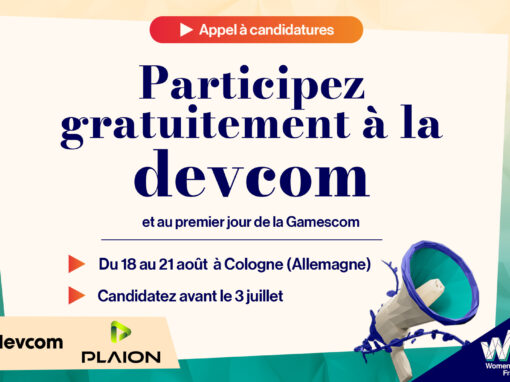 Appel à candidatures
Participez
gratuitement à la
devcom
et au premier jour de la Gamescom
Du 18 au 21 août à Cologne (Allemagne)
Candidatez avant le 3 juillet
devcom
PLAION